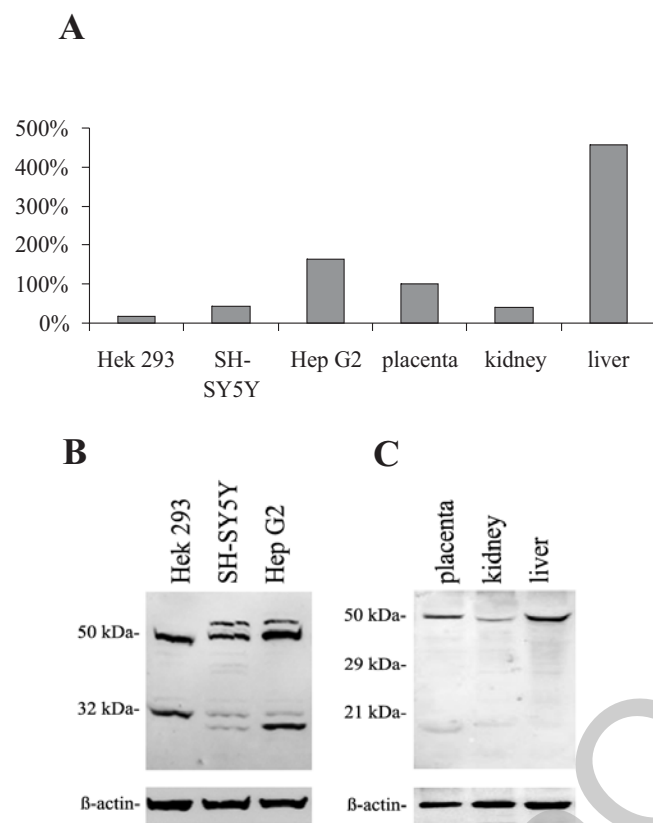 A
500%
400%
300%
200%
100%
0%
Hek 293
SH-
SY5Y
Hep G2
placenta
kidney
liver
B
Hek 293
SH-SY5Y
Hep G2
50 kDa-
32 kDa-
ß-actin-
C
placenta
kidney
liver
50 kDa-
29 kDa-
21 kDa-
ß-actin-